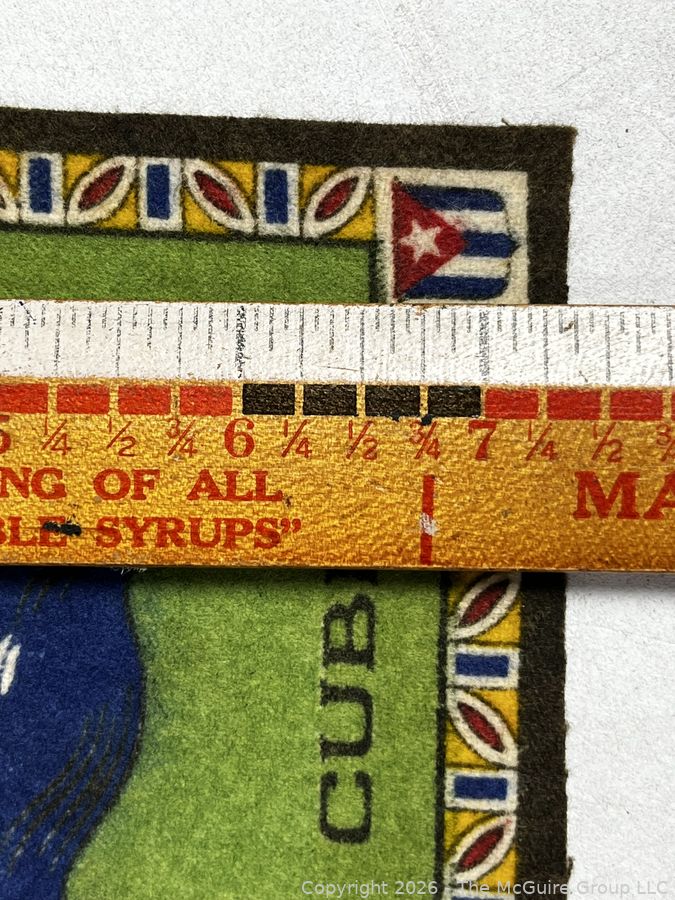 5 1/4 1/2 3/4 6 1/4 1/2 3/4 7 1/4 1/2
NG OF ALL
BLE SYRUPS" MA
CUB
Copyright 2026 - The McGuire Group LLC